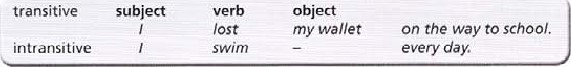 transitive subject verb object
I lost my wallet on the way to school.
intransitive I swim – every day.